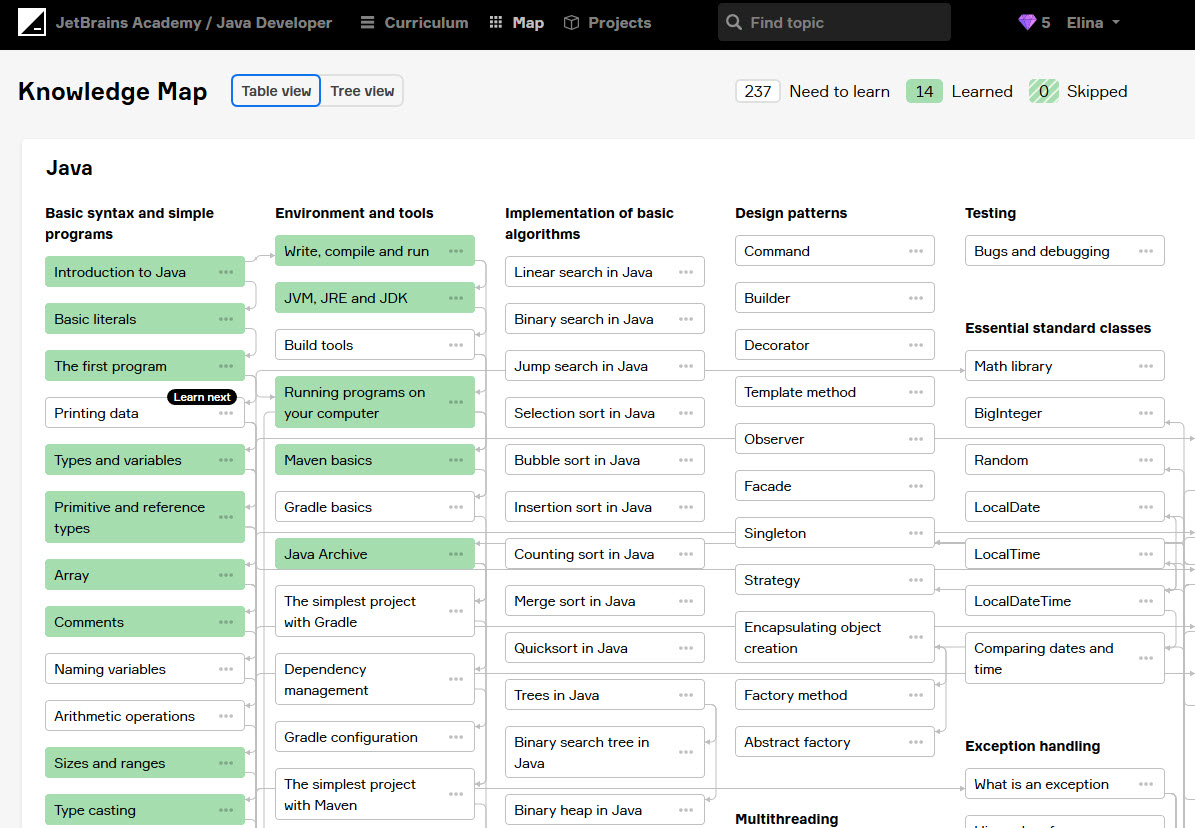 JetBrains Academy / Java Developer
Curriculum
Map
Projects
Find topic
5
Elina
Knowledge Map
Table view
Tree view
237
Need to learn
14
Learned
0
Skipped
Java
Basic syntax and simple
programs
Introduction to Java
Basic literals
The first program
Learn next
Printing data
Types and variables
Primitive and reference
types
Array
Comments
Naming variables
Arithmetic operations
Sizes and ranges
Type casting
Environment and tools
Write, compile and run
JVM, JRE and JDK
Build tools
Running programs on
your computer
Maven basics
Gradle basics
Java Archive
The simplest project
with Gradle
Dependency
management
Gradle configuration
The simplest project
with Maven
Implementation of basic
algorithms
Linear search in Java
Binary search in Java
Jump search in Java
Selection sort in Java
Bubble sort in Java
Insertion sort in Java
Counting sort in Java
Merge sort in Java
Quicksort in Java
Trees in Java
Binary search tree in
Java
Binary heap in Java
Design patterns
Command
Builder
Decorator
Template method
Observer
Facade
Singleton
Strategy
Encapsulating object
creation
Factory method
Abstract factory
Multithreading
Testing
Bugs and debugging
Essential standard classes
Math library
BigInteger
Random
LocalDate
LocalTime
LocalDateTime
Comparing dates and
time
Exception handling
What is an exception